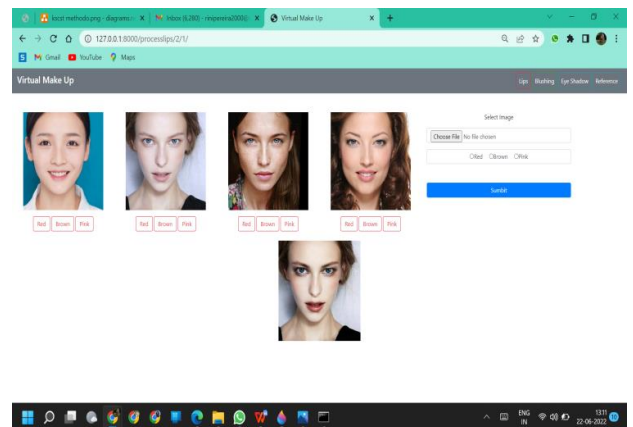 kocst methodo.png - diagrams.n
Inbox (6,280) - rinipereira2000@
Virtual Make Up
127.0.0.1:8000/processlips/2/1/
Gmail
YouTube
Maps
Virtual Make Up
Lips Blushing Eye Shadow Reference
Select Image
Choose File No file chosen
Red Brown Pink
Sumbit
Red Brown Pink
Red Brown Pink
Red Brown Pink
Red Brown Pink
ENG
IN
13:11
22-06-2022